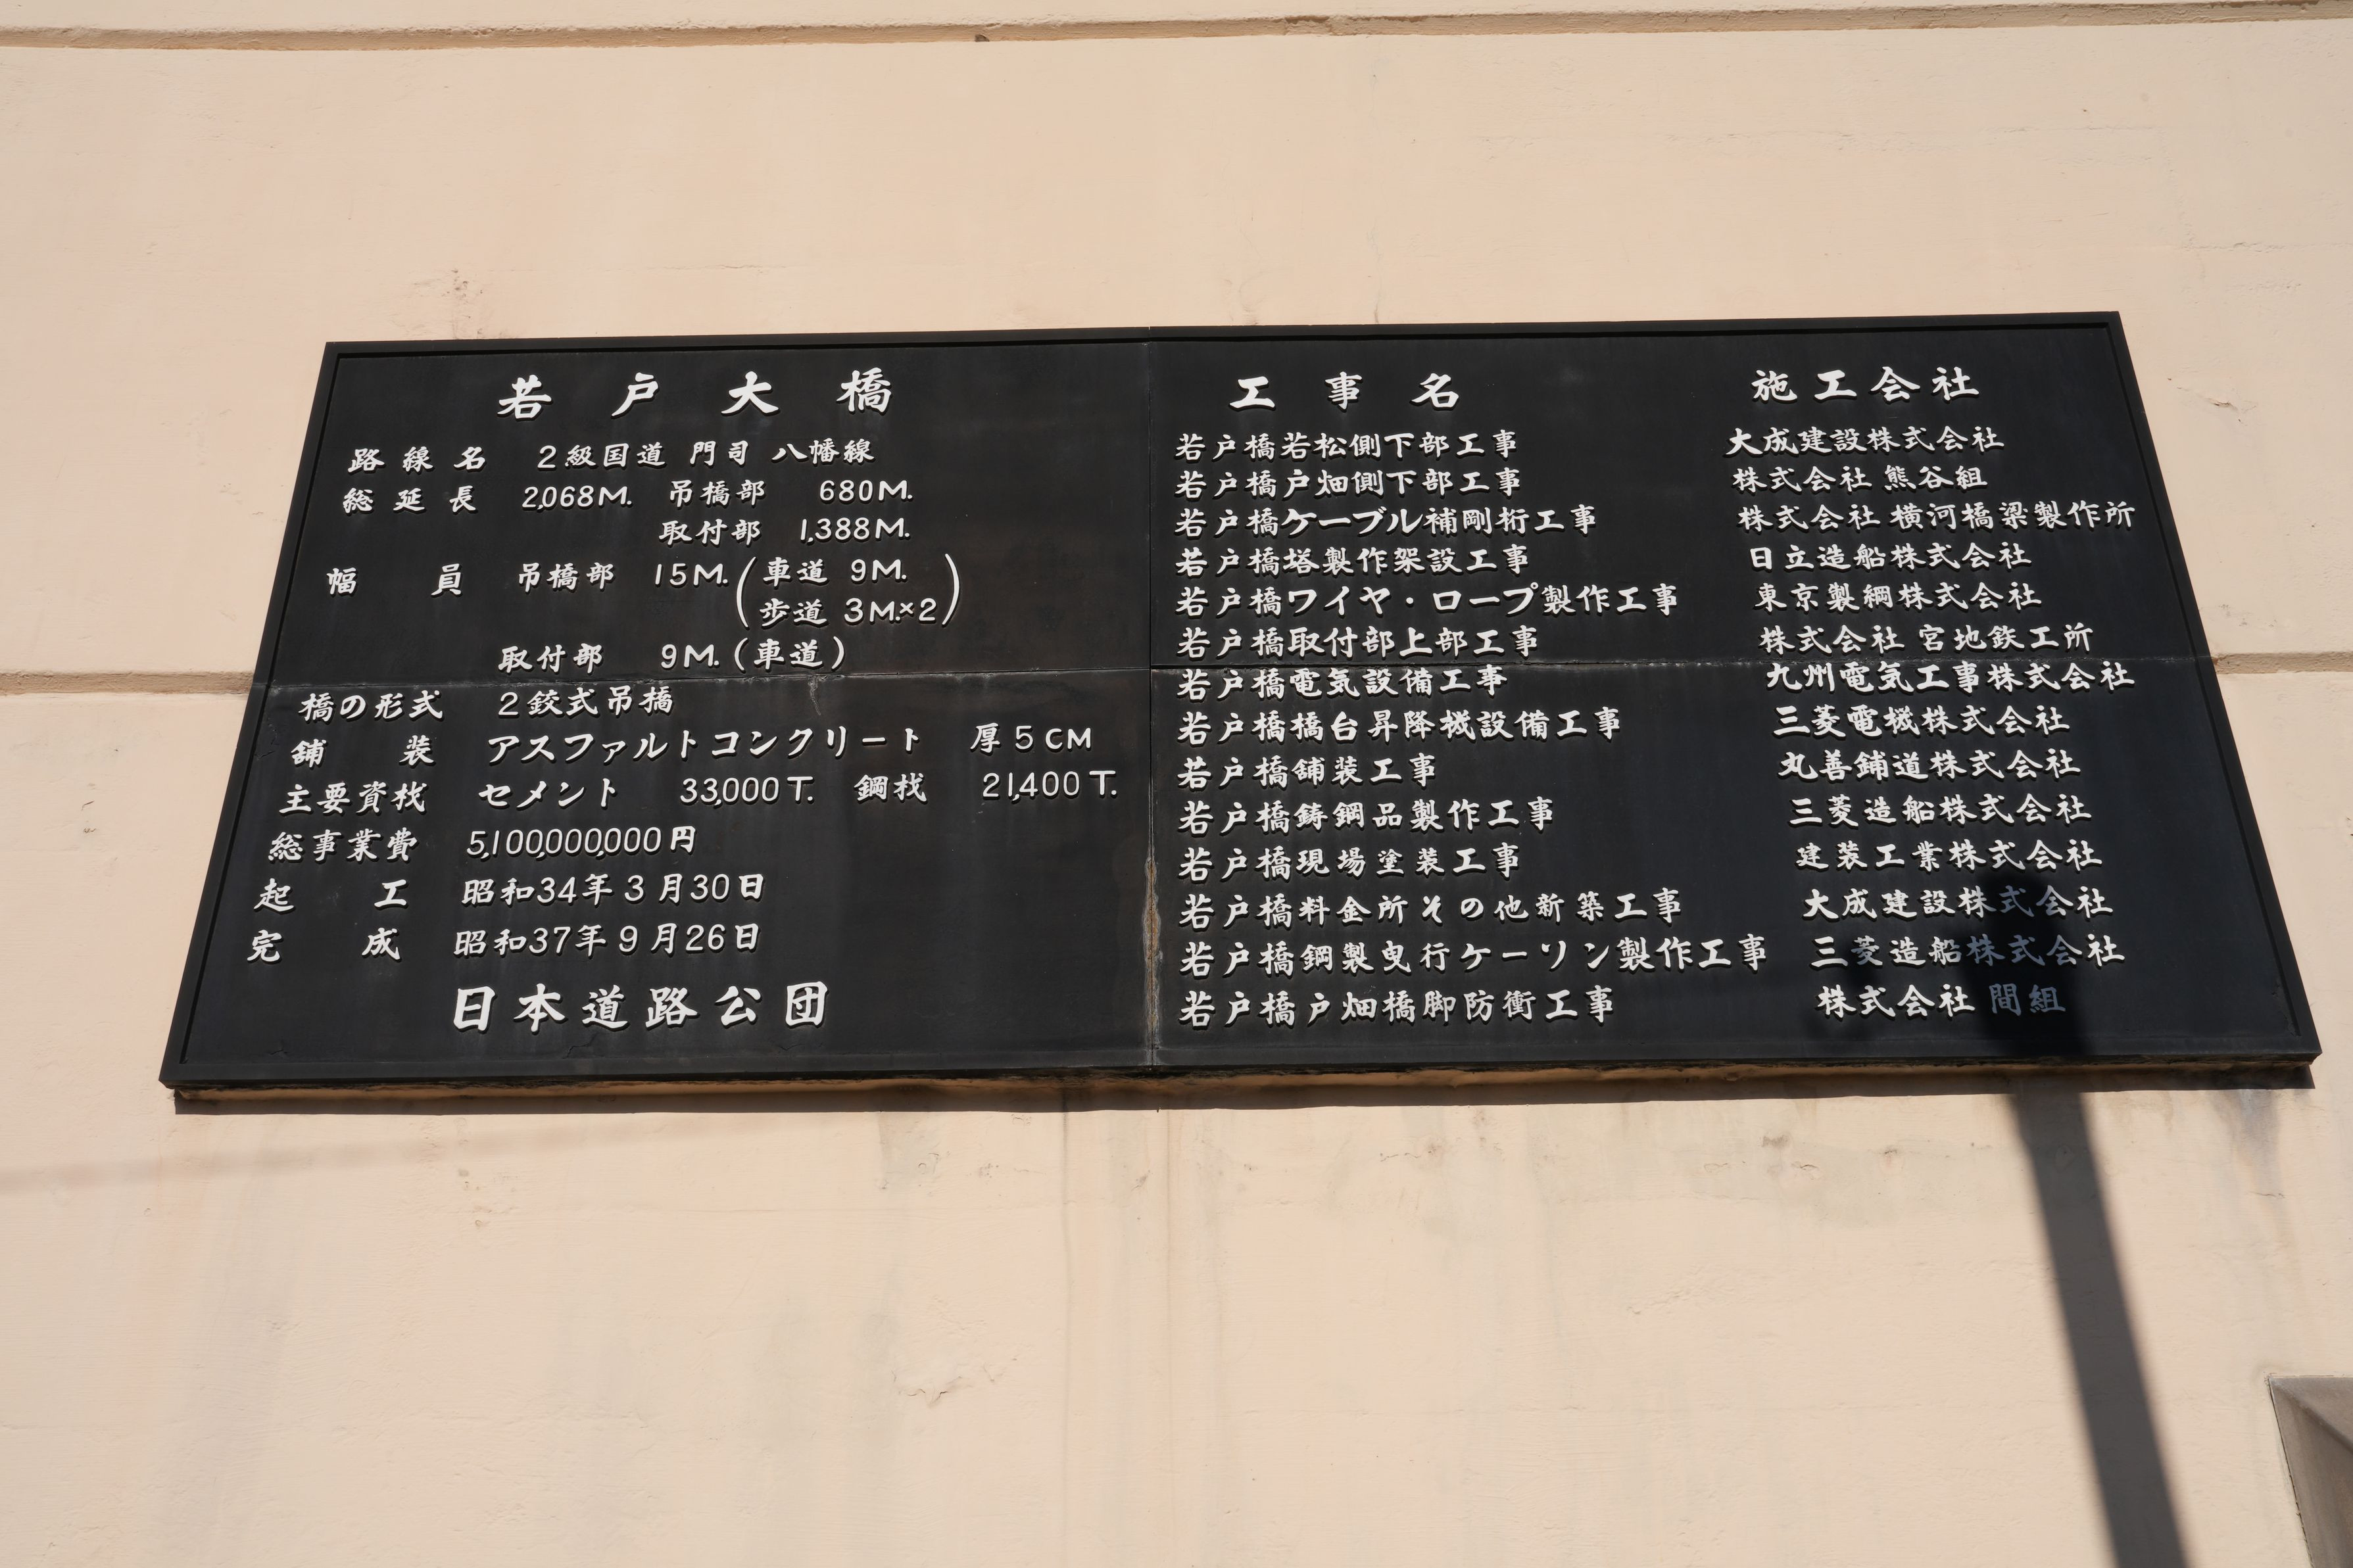 若戸大橋
路線名 2級国道 門司 八幡線
総延長 2,068M. 吊橋部 680M.
取付部 1,388M.
幅員 吊橋部 15M.(車道 9M.
歩道 3M.×2)
取付部 9M.(車道)
橋の形式 2鉸式吊橋
舗装 アスファルトコンクリート 厚5CM
主要資材 セメント 33,000T. 鋼材 21,400T.
総事業費 5,100,000,000円
起工 昭和34年3月30日
完成 昭和37年9月26日
日本道路公団
工事名 施工会社
若戸橋若松側下部工事 大成建設株式会社
若戸橋戸畑側下部工事 株式会社 熊谷組
若戸橋ケーブル補剛桁工事 株式会社 横河橋梁製作所
若戸橋塔製作架設工事 日立造船株式会社
若戸橋ワイヤ・ロープ製作工事 東京製綱株式会社
若戸橋取付部上部工事 株式会社 宮地鉄工所
若戸橋電気設備工事 九州電気工事株式会社
若戸橋橋台昇降機設備工事 三菱電機株式会社
若戸橋舗装工事 丸善鋪道株式会社
若戸橋鋳鋼品製作工事 三菱造船株式会社
若戸橋現場塗装工事 建装工業株式会社
若戸橋料金所その他新築工事 大成建設株式会社
若戸橋鋼製曳行ケーソン製作工事 三菱造船株式会社
若戸橋戸畑橋脚防衝工事 株式会社 間組